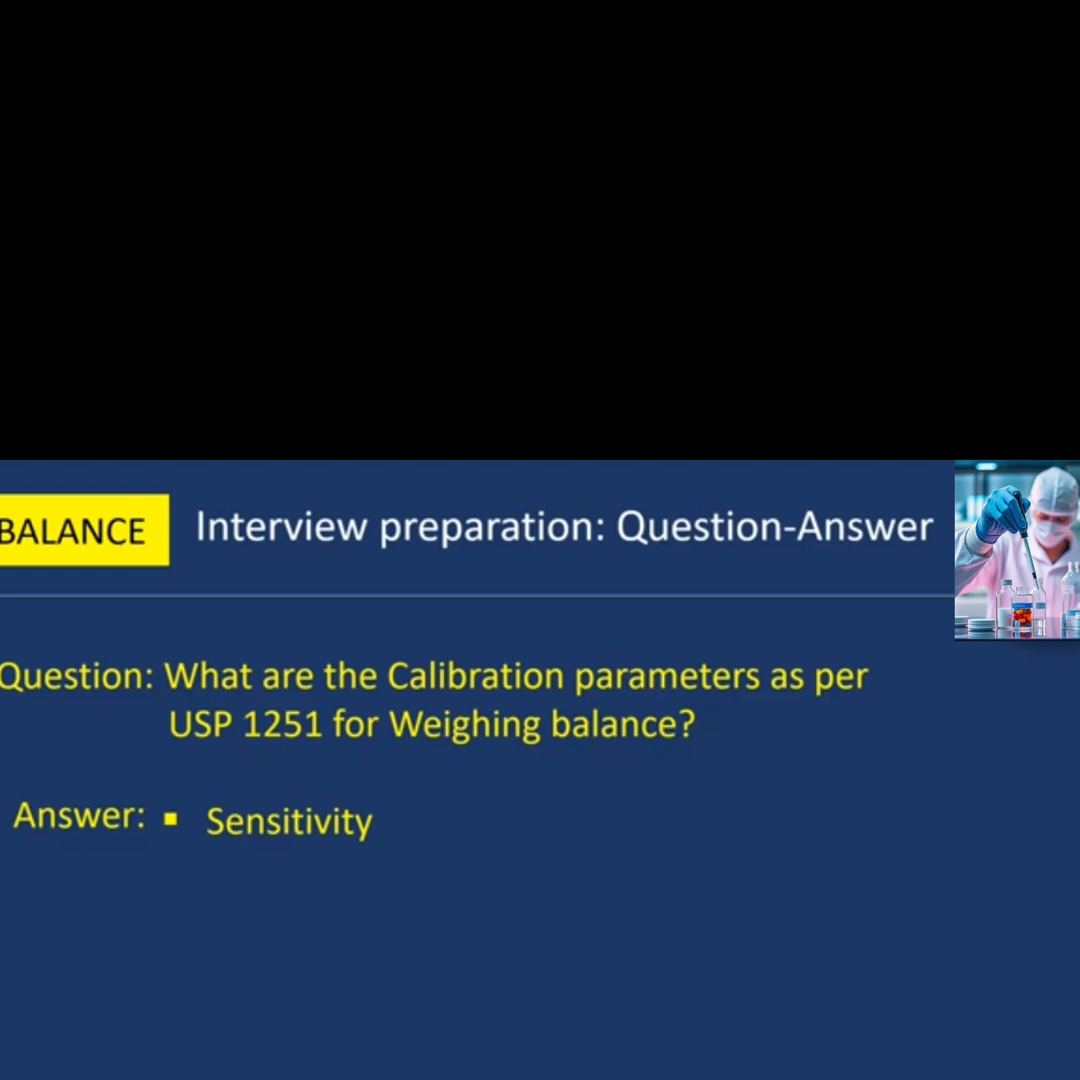 BALANCE
Interview preparation: Question-Answer
Question: What are the Calibration parameters as per
USP 1251 for Weighing balance?
Answer: ▪ Sensitivity